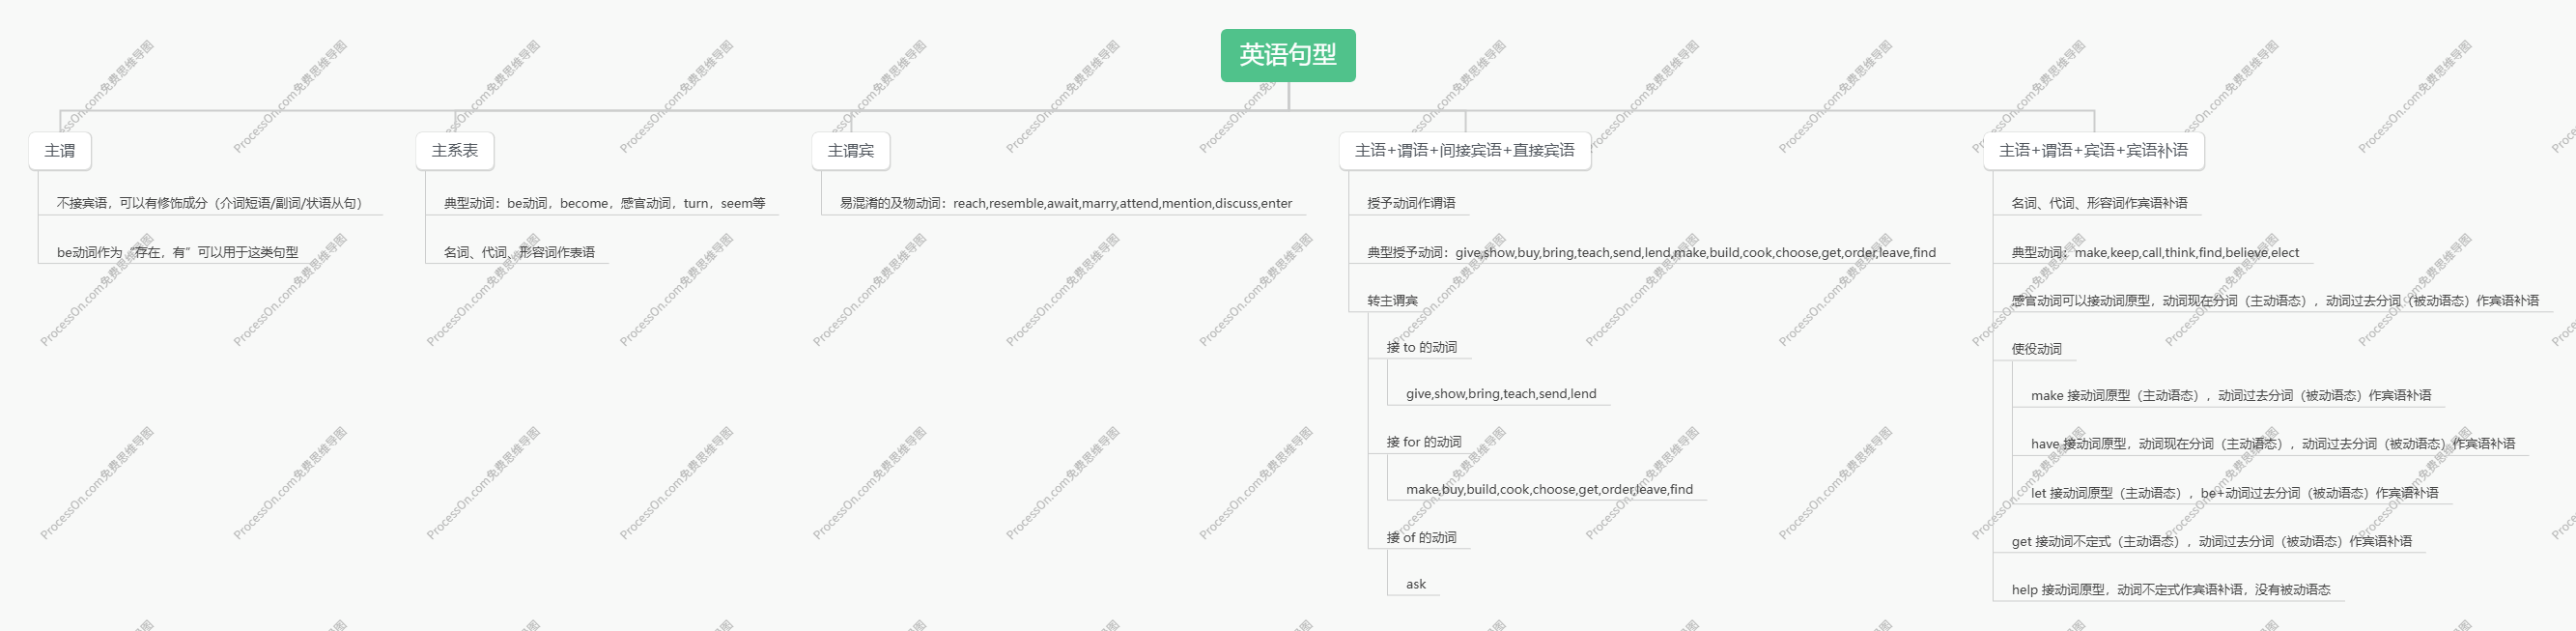 英语句型
主谓
不接宾语，可以有修饰成分（介词短语/副词/状语从句）
be动词作为“存在，有”可以用于这类句型
主系表
典型动词：be动词，become，感官动词，turn，seem等
名词、代词、形容词作表语
主谓宾
易混淆的及物动词：reach,resemble,await,marry,attend,mention,discuss,enter
主语+谓语+间接宾语+直接宾语
授予动词作谓语
典型授予动词：give,show,buy,bring,teach,send,lend,make,build,cook,choose,get,order,leave,find
转主谓宾
接 to 的动词
give,show,bring,teach,send,lend
接 for 的动词
make,buy,build,cook,choose,get,order,leave,find
接 of 的动词
ask
主语+谓语+宾语+宾语补语
名词、代词、形容词作宾语补语
典型动词：make,keep,call,think,find,believe,elect
感官动词可以接动词原型，动词现在分词（主动语态），动词过去分词（被动语态）作宾语补语
使役动词
make 接动词原型（主动语态），动词过去分词（被动语态）作宾语补语
have 接动词原型，动词现在分词（主动语态），动词过去分词（被动语态）作宾语补语
let 接动词原型（主动语态），be+动词过去分词（被动语态）作宾语补语
get 接动词不定式（主动语态），动词过去分词（被动语态）作宾语补语
help 接动词原型，动词不定式作宾语补语，没有被动语态
ProcessOn.com免费思维导图